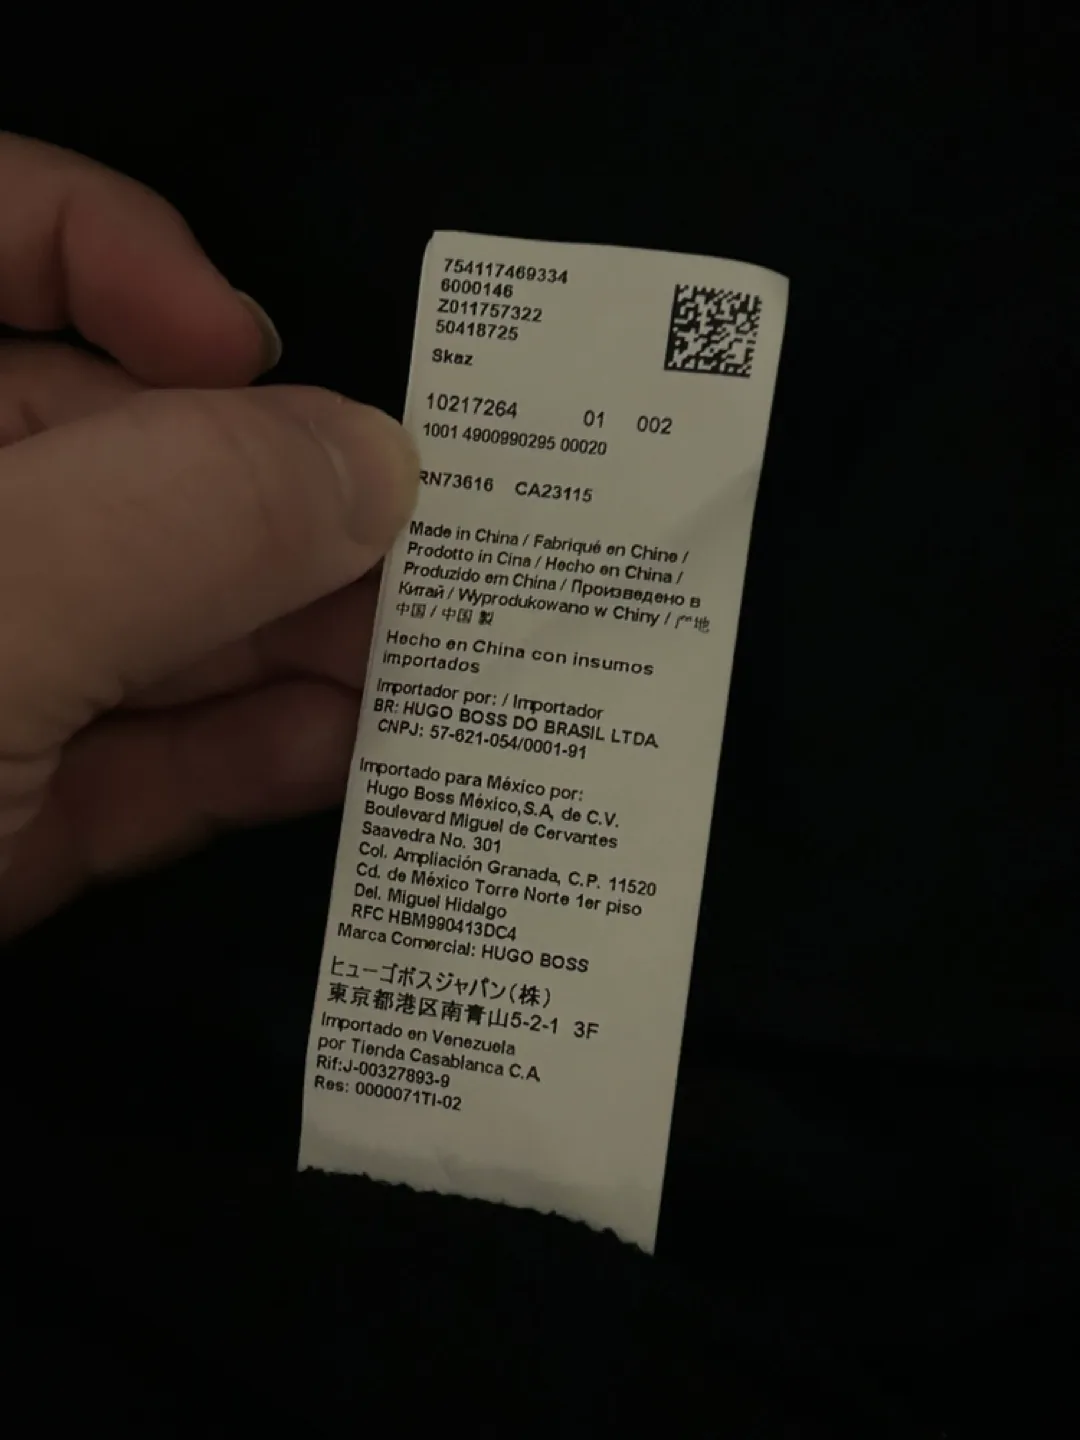 754117469334
6000146
Z011757322
50418725
Skaz
10217264 01 002
1001 4900990295 00020
RN73616 CA23115
Made in China / Fabriqué en Chine /
Prodotto in Cina / Hecho en China /
Produzido em China / Произведено в
Китай / Wyprodukowano w Chiny / 产地
中国 / 中国 製
Hecho en China con insumos
importados
Importador por: / Importador
BR: HUGO BOSS DO BRASIL LTDA
CNPJ: 57-621-054/0001-91
Importado para México por:
Hugo Boss México,S.A, de C.V.
Boulevard Miguel de Cervantes
Saavedra No. 301
Col. Ampliación Granada, C.P. 11520
Cd. de México Torre Norte 1er piso
Del. Miguel Hidalgo
RFC HBM990413DC4
Marca Comercial: HUGO BOSS
ヒューゴボスジャパン(株)
東京都港区南青山5-2-1 3F
Importado en Venezuela
por Tienda Casablanca C.A
Rif:J-00327893-9
Res: 0000071TI-02